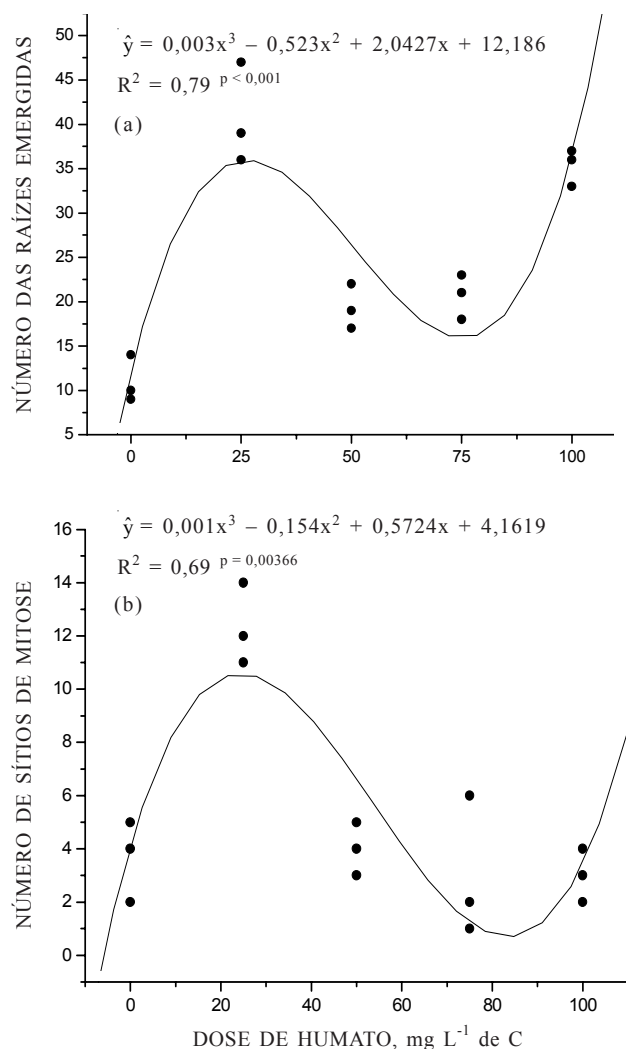 ŷ = 0,003x³ – 0,523x² + 2,0427x + 12,186
R² = 0,79 p < 0,001
(a)
NÚMERO DAS RAÍZES EMERGIDAS
50
45
40
35
30
25
20
15
10
5
0 25 50 75 100
ŷ = 0,001x³ – 0,154x² + 0,5724x + 4,1619
R² = 0,69 p = 0,00366
(b)
NÚMERO DE SÍTIOS DE MITOSE
16
14
12
10
8
6
4
2
0
0 20 40 60 80 100
DOSE DE HUMATO, mg L⁻¹ de C